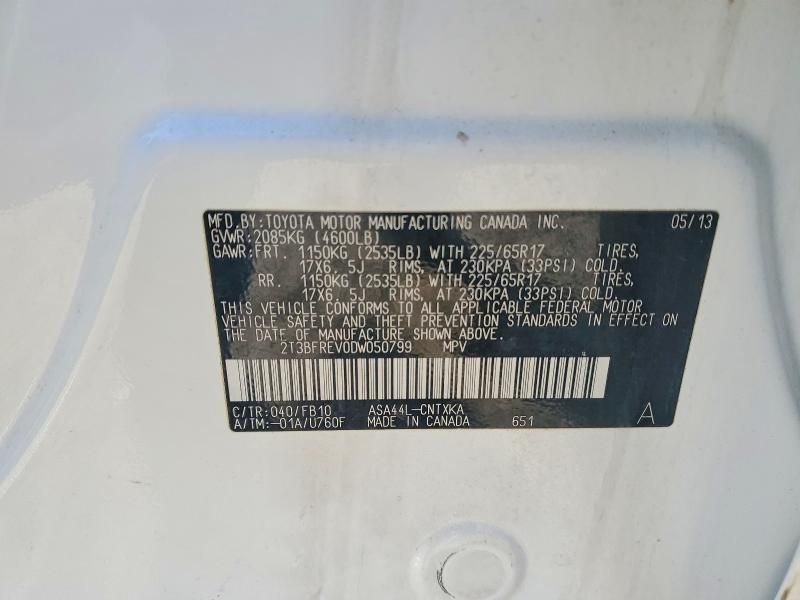 MFD.BY:TOYOTA MOTOR MANUFACTURING CANADA INC. 05/13
GVWR:2085KG (4600LB)
GAWR:FRT. 1150KG (2535LB) WITH 225/65R17 TIRES,
17X6.5J RIMS, AT 230KPA (33PSI) COLD.
RR. 1150KG (2535LB) WITH 225/65R17 TIRES,
17X6.5J RIMS, AT 230KPA (33PSI) COLD.
THIS VEHICLE CONFORMS TO ALL APPLICABLE FEDERAL MOTOR
VEHICLE SAFETY AND THEFT PREVENTION STANDARDS IN EFFECT ON
THE DATE OF MANUFACTURE SHOWN ABOVE.
2T3BFREV0DW050799 MPV
C/TR:040/FB10 ASA44L-CNTXKA
A/TM:-01A/U760F MADE IN CANADA 651 A